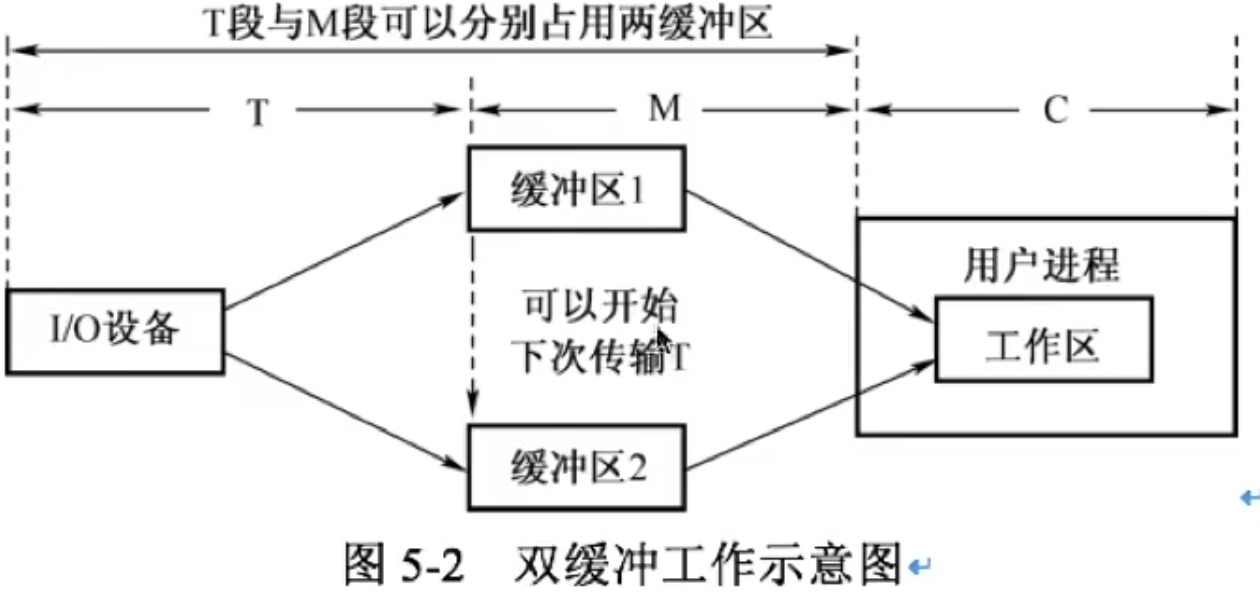 T段与M段可以分别占用两缓冲区
T
M
C
缓冲区1
用户进程
可以开始
I/O设备
下次传输T
工作区
缓冲区2
图 5-2 双缓冲工作示意图